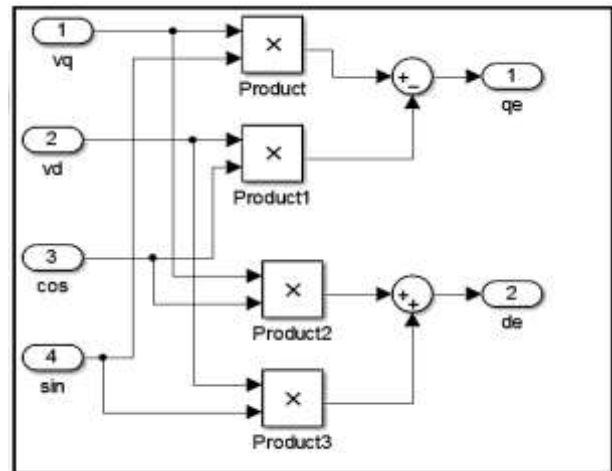 1
vq
×
Product
+
−
1
qe
2
vd
×
Product1
3
cos
×
Product2
+
+
2
de
4
sin
×
Product3